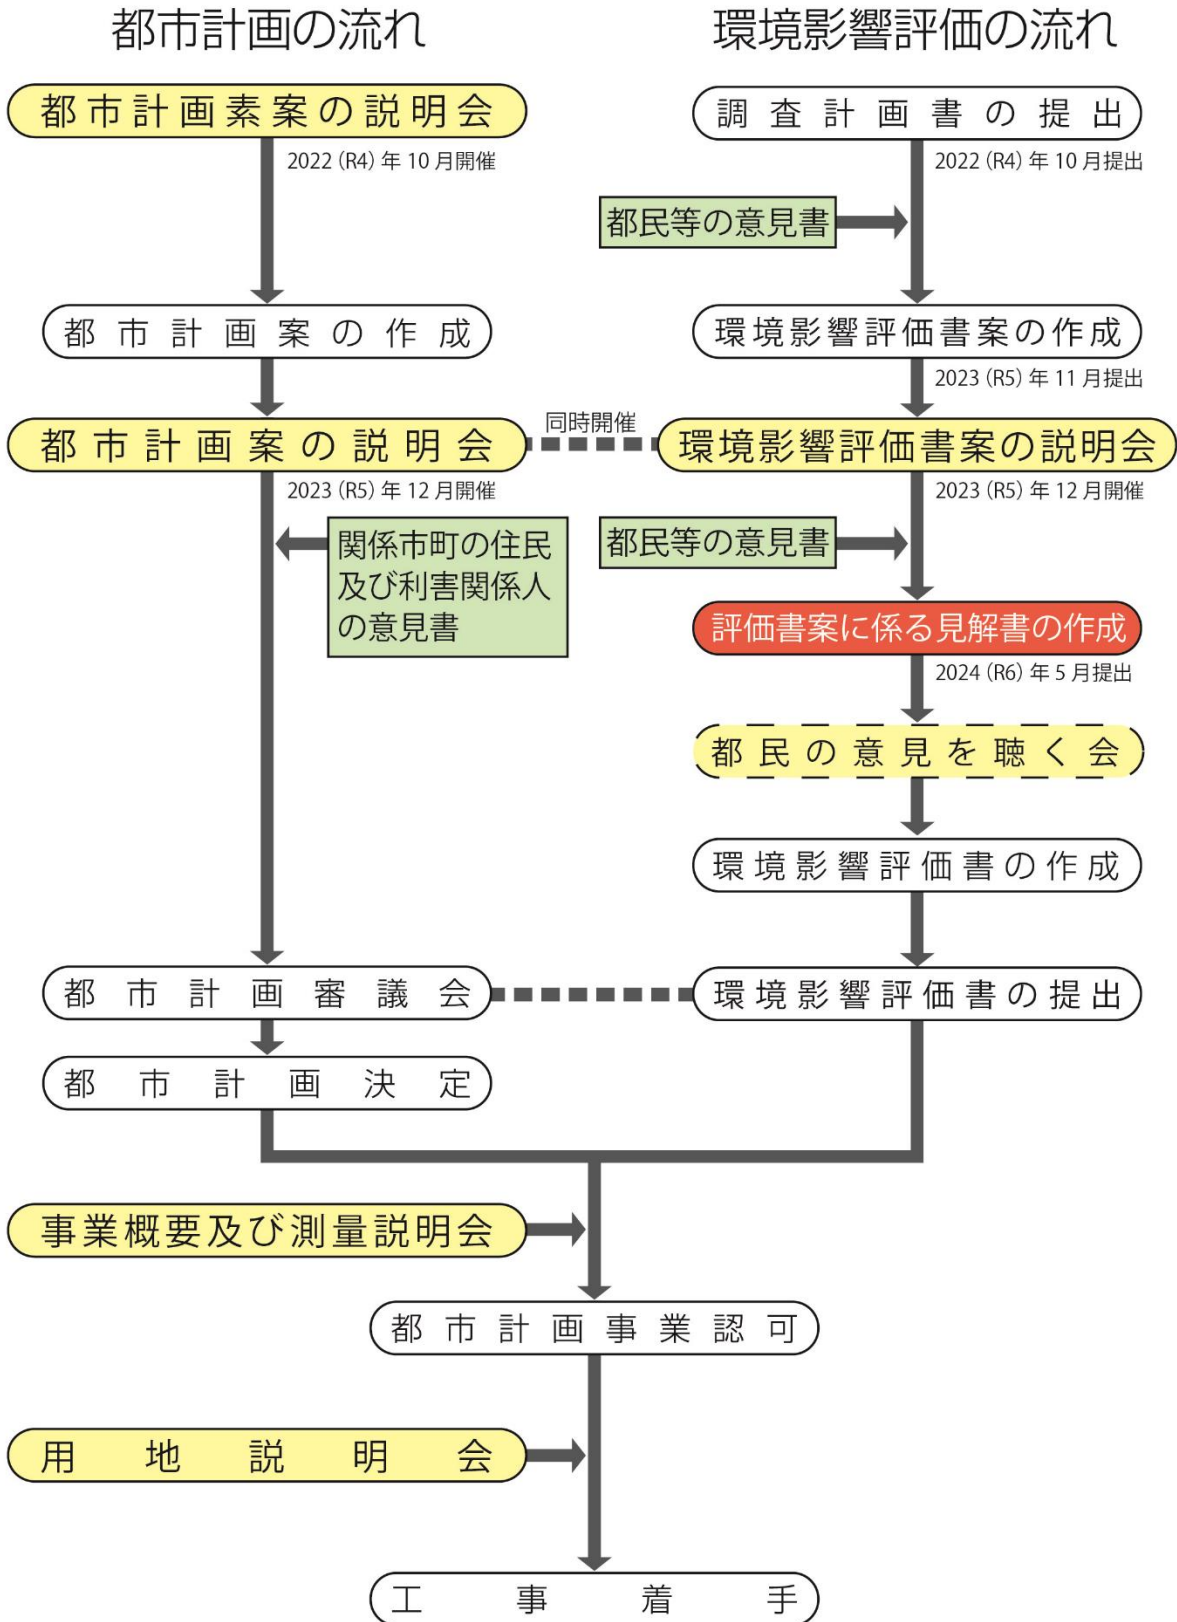 都市計画の流れ
都市計画素案の説明会
2022（R4）年10月開催
都市計画案の作成
都市計画案の説明会
2023（R5）年12月開催
関係市町の住民
及び利害関係人
の意見書
都市計画審議会
都市計画決定
同時開催
環境影響評価の流れ
調査計画書の提出
2022（R4）年10月提出
都民等の意見書
環境影響評価書案の作成
2023（R5）年11月提出
環境影響評価書案の説明会
2023（R5）年12月開催
都民等の意見書
評価書案に係る見解書の作成
2024（R6）年5月提出
都民の意見を聴く会
環境影響評価書の作成
環境影響評価書の提出
事業概要及び測量説明会
都市計画事業認可
用地説明会
工事着手